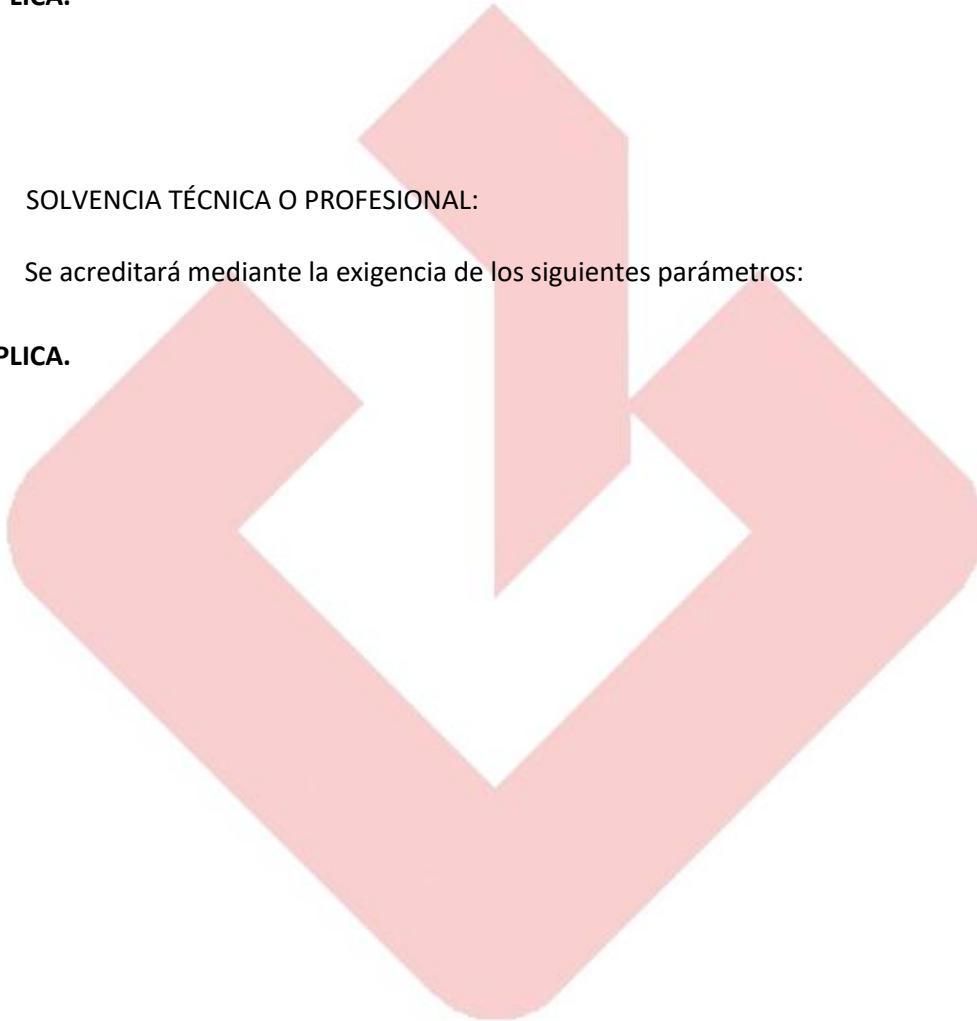 LICA.
SOLVENCIA TÉCNICA O PROFESIONAL:
Se acreditará mediante la exigencia de los siguientes parámetros:
PLICA.